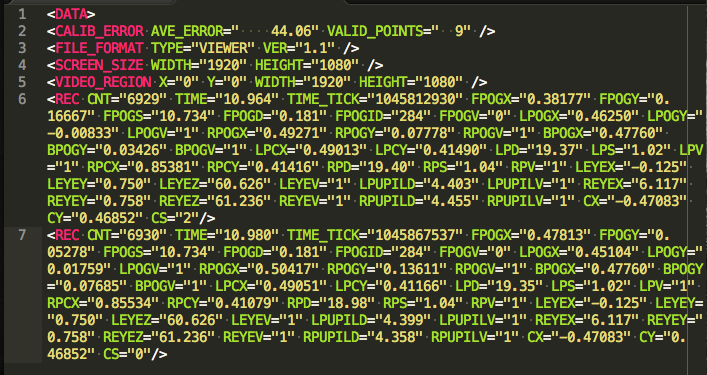 1 <DATA>
2 <CALIB_ERROR AVE_ERROR="    44.06" VALID_POINTS="  9" />
3 <FILE_FORMAT TYPE="VIEWER" VER="1.1" />
4 <SCREEN_SIZE WIDTH="1920" HEIGHT="1080" />
5 <VIDEO_REGION X="0" Y="0" WIDTH="1920" HEIGHT="1080" />
6 <REC CNT="6929" TIME="10.964" TIME_TICK="1045812930" FPOGX="0.38177" FPOGY="0.
16667" FPOGS="10.734" FPOGD="0.181" FPOGID="284" FPOGV="0" LPOGX="0.46250" LPOGY="
-0.00833" LPOGV="1" RPOGX="0.49271" RPOGY="0.07778" RPOGV="1" BPOGX="0.47760"
BPOGY="0.03426" BPOGV="1" LPCX="0.49013" LPCY="0.41490" LPD="19.37" LPS="1.02" LPV
="1" RPCX="0.85381" RPCY="0.41416" RPD="19.40" RPS="1.04" RPV="1" LEYEX="-0.125"
LEYEY="0.750" LEYEZ="60.626" LEYEV="1" LPUPILD="4.403" LPUPILV="1" REYEX="6.117"
REYEY="0.758" REYEZ="61.236" REYEV="1" RPUPILD="4.455" RPUPILV="1" CX="-0.47083"
CY="0.46852" CS="2"/>
7 <REC CNT="6930" TIME="10.980" TIME_TICK="1045867537" FPOGX="0.47813" FPOGY="0.
05278" FPOGS="10.734" FPOGD="0.181" FPOGID="284" FPOGV="0" LPOGX="0.45104" LPOGY="
0.01759" LPOGV="1" RPOGX="0.50417" RPOGY="0.13611" RPOGV="1" BPOGX="0.47760" BPOGY
="0.07685" BPOGV="1" LPCX="0.49051" LPCY="0.41166" LPD="19.35" LPS="1.02" LPV="1"
RPCX="0.85534" RPCY="0.41079" RPD="18.98" RPS="1.04" RPV="1" LEYEX="-0.125" LEYEY=
"0.750" LEYEZ="60.626" LEYEV="1" LPUPILD="4.399" LPUPILV="1" REYEX="6.117" REYEY="
0.758" REYEZ="61.236" REYEV="1" RPUPILD="4.358" RPUPILV="1" CX="-0.47083" CY="0.
46852" CS="0"/>